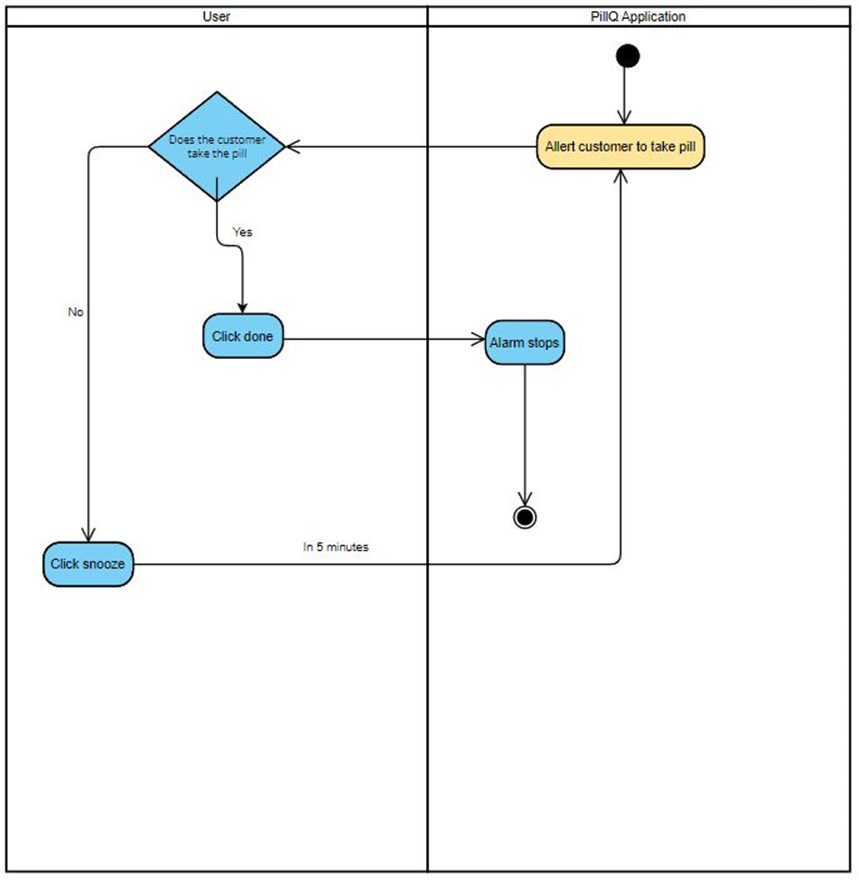 User
PillQ Application
Does the customer
take the pill
Allert customer to take pill
Yes
No
Click done
Alarm stops
In 5 minutes
Click snooze